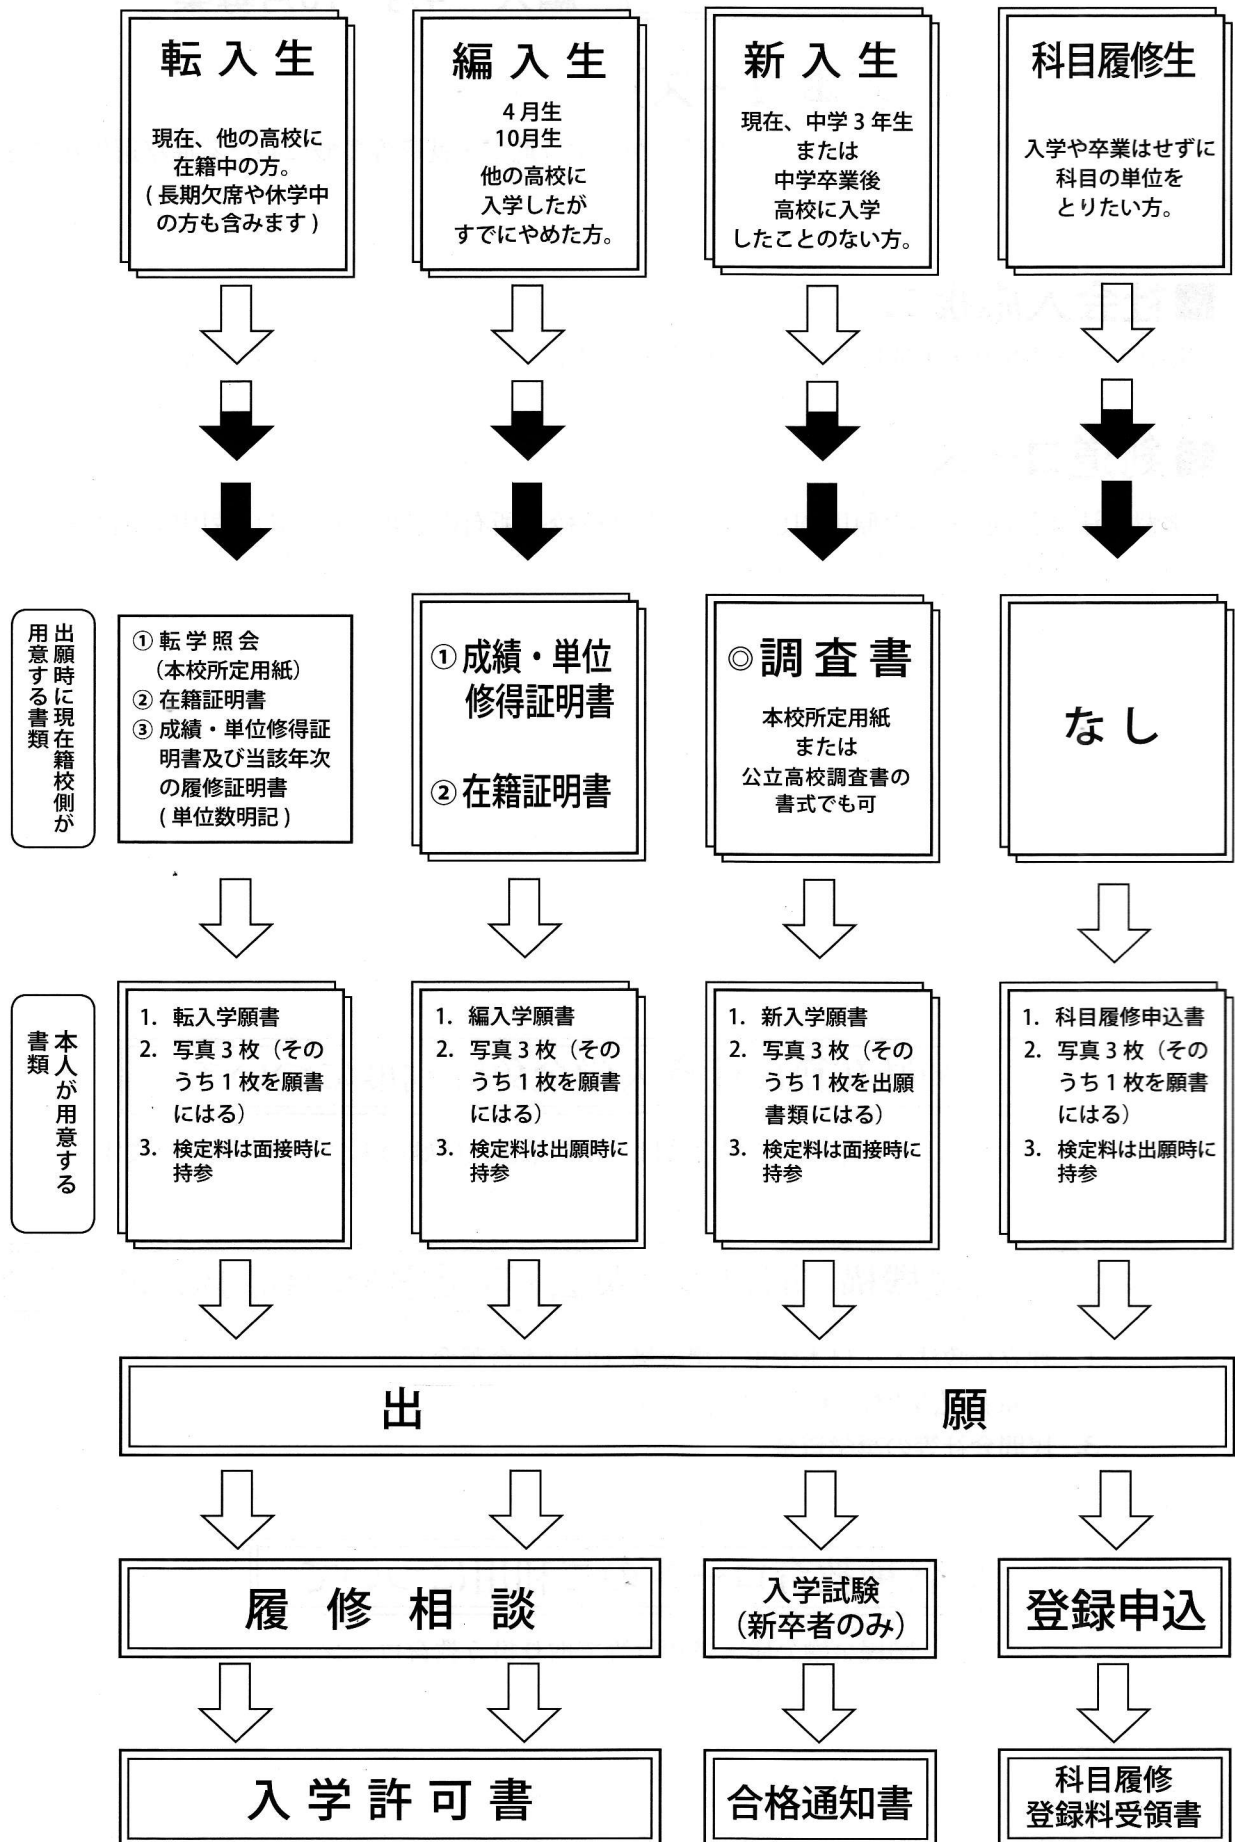 転入生
現在、他の高校に
在籍中の方。
(長期欠席や休学中
の方も含みます)
編入生
4月生
10月生
他の高校に
入学したが
すでにやめた方。
新入生
現在、中学3年生
または
中学卒業後
高校に入学
したことのない方。
科目履修生
入学や卒業はせずに
科目の単位を
とりたい方。
出願時に現在籍校側が
用意する書類
①転学照会
(本校所定用紙)
②在籍証明書
③成績・単位修得証
明書及び当該年次
の履修証明書
(単位数明記)
①成績・単位
修得証明書
②在籍証明書
◎調査書
本校所定用紙
または
公立高校調査書の
書式でも可
なし
本人が用意する
書類
1. 転入学願書
2. 写真3枚(その
うち1枚を願書
にはる)
3. 検定料は面接時に
持参
1. 編入学願書
2. 写真3枚(その
うち1枚を願書
にはる)
3. 検定料は出願時に
持参
1. 新入学願書
2. 写真3枚(その
うち1枚を出願
書類にはる)
3. 検定料は面接時に
持参
1. 科目履修申込書
2. 写真3枚(その
うち1枚を願書
にはる)
3. 検定料は出願時に
持参
出願
履修相談
入学試験
(新卒者のみ)
登録申込
入学許可書
合格通知書
科目履修
登録料受領書